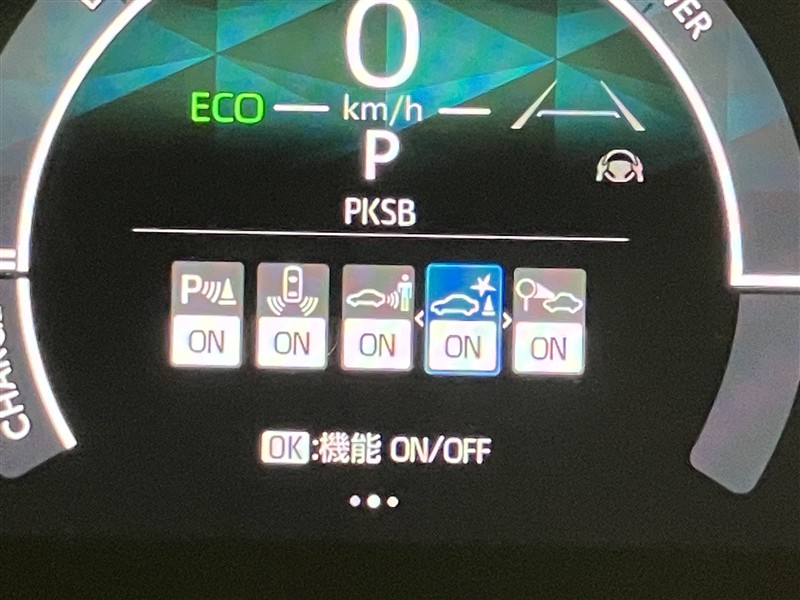 0
ECO
km/h
P
PKSB
P
ON ON ON ON ON
OK:機能 ON/OFF